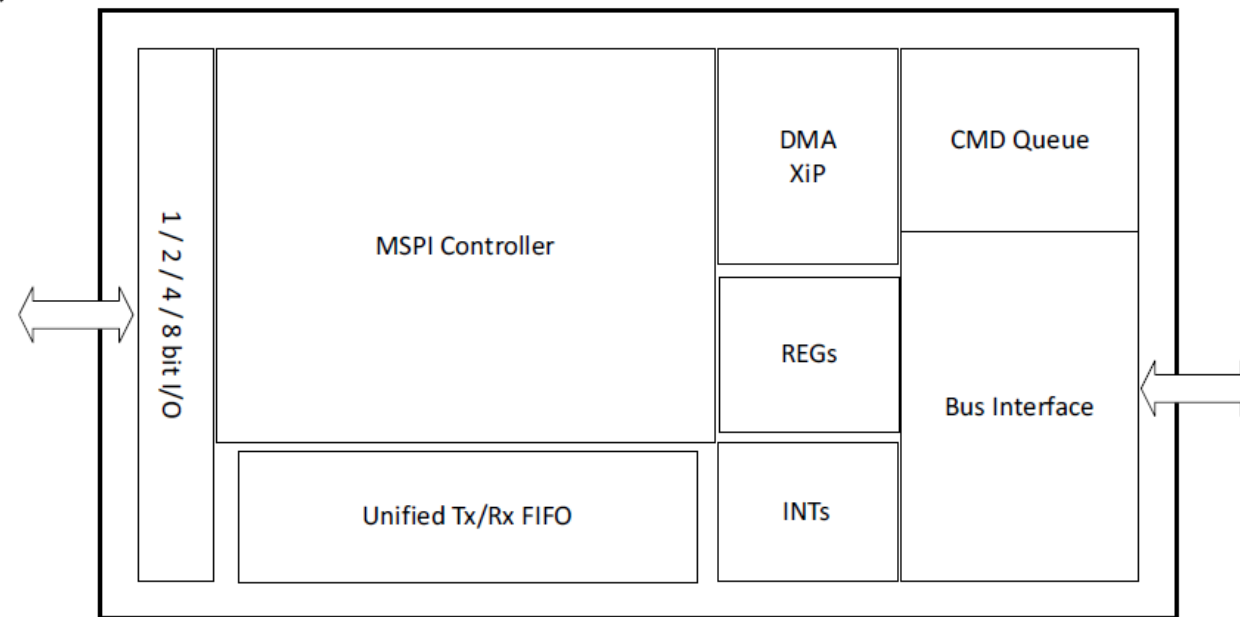 DMA
XiP
CMD Queue
1 / 2 / 4 / 8 bit I/O
MSPI Controller
REGs
Bus Interface
Unified Tx/Rx FIFO
INTs